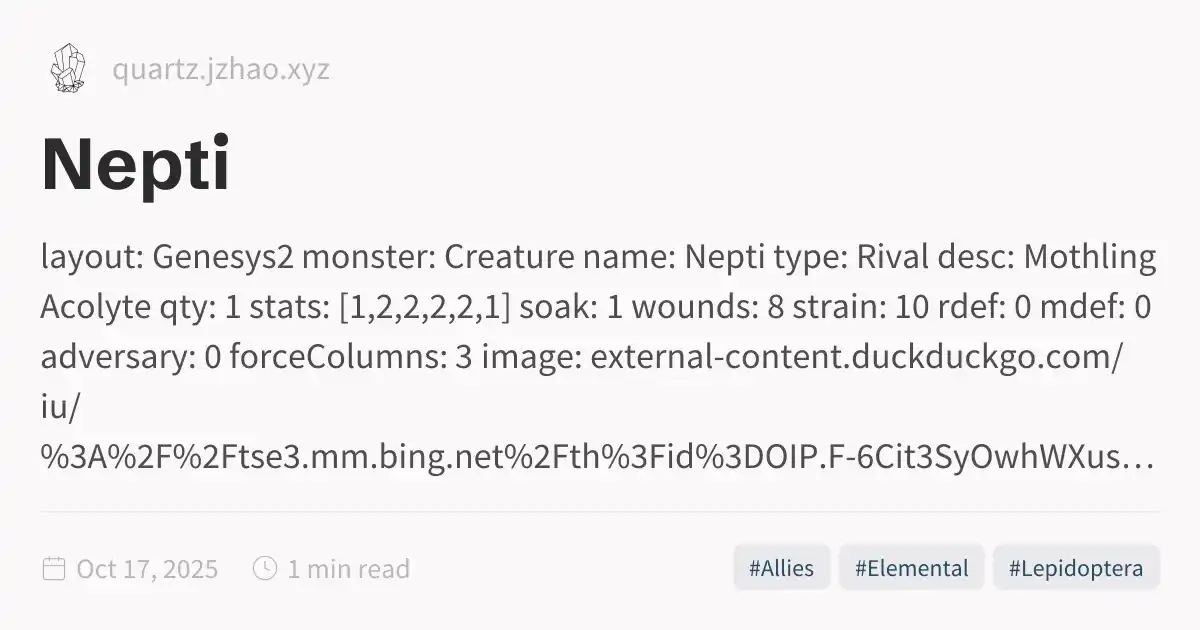 quartz.jzhao.xyz
Nepti
layout: Genesys2 monster: Creature name: Nepti type: Rival desc: Mothling
Acolyte qty: 1 stats: [1,2,2,2,2,1] soak: 1 wounds: 8 strain: 10 rdef: 0 mdef: 0
adversary: 0 forceColumns: 3 image: external-content.duckduckgo.com/
iu/
%3A%2F%2Ftse3.mm.bing.net%2Fth%3Fid%3DOIP.F-6Cit3SyOwhWXus…
Oct 17, 2025 1 min read #Allies #Elemental #Lepidoptera